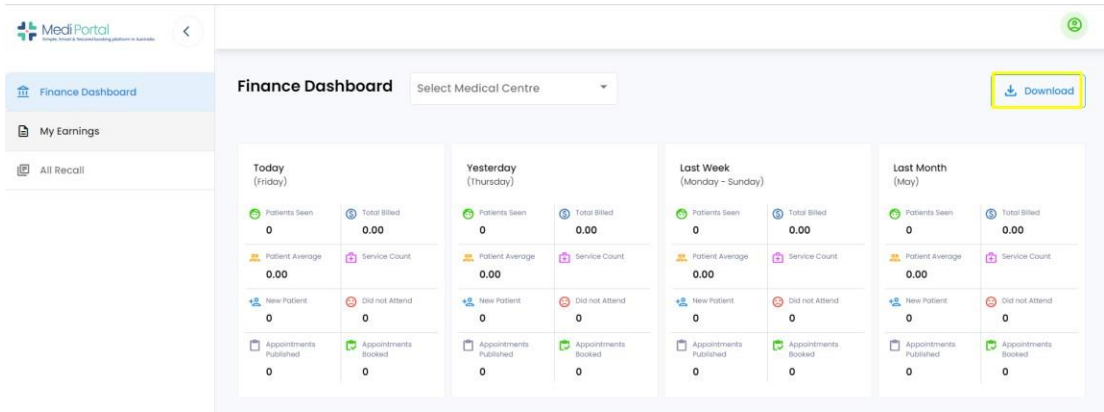 Medi Portal
Finance Dashboard
My Earnings
All Recall
Finance Dashboard
Select Medical Centre
Download
Today
(Friday)
Patients Seen
0
Total Billed
0.00
Patient Average
0.00
Service Count
New Patient
0
Did not Attend
0
Appointments
Published
0
Appointments
Booked
0
Yesterday
(Thursday)
Patients Seen
0
Total Billed
0.00
Patient Average
0.00
Service Count
New Patient
0
Did not Attend
0
Appointments
Published
0
Appointments
Booked
0
Last Week
(Monday - Sunday)
Patients Seen
0
Total Billed
0.00
Patient Average
0.00
Service Count
New Patient
0
Did not Attend
0
Appointments
Published
0
Appointments
Booked
0
Last Month
(May)
Patients Seen
0
Total Billed
0.00
Patient Average
0.00
Service Count
New Patient
0
Did not Attend
0
Appointments
Published
0
Appointments
Booked
0